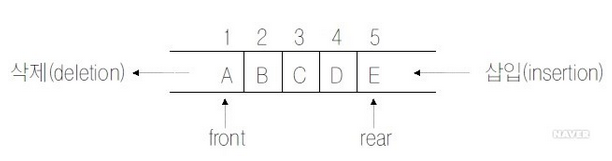 1 2 3 4 5
삭제(deletion) A B C D E 삽입(insertion)
front rear
NAVER